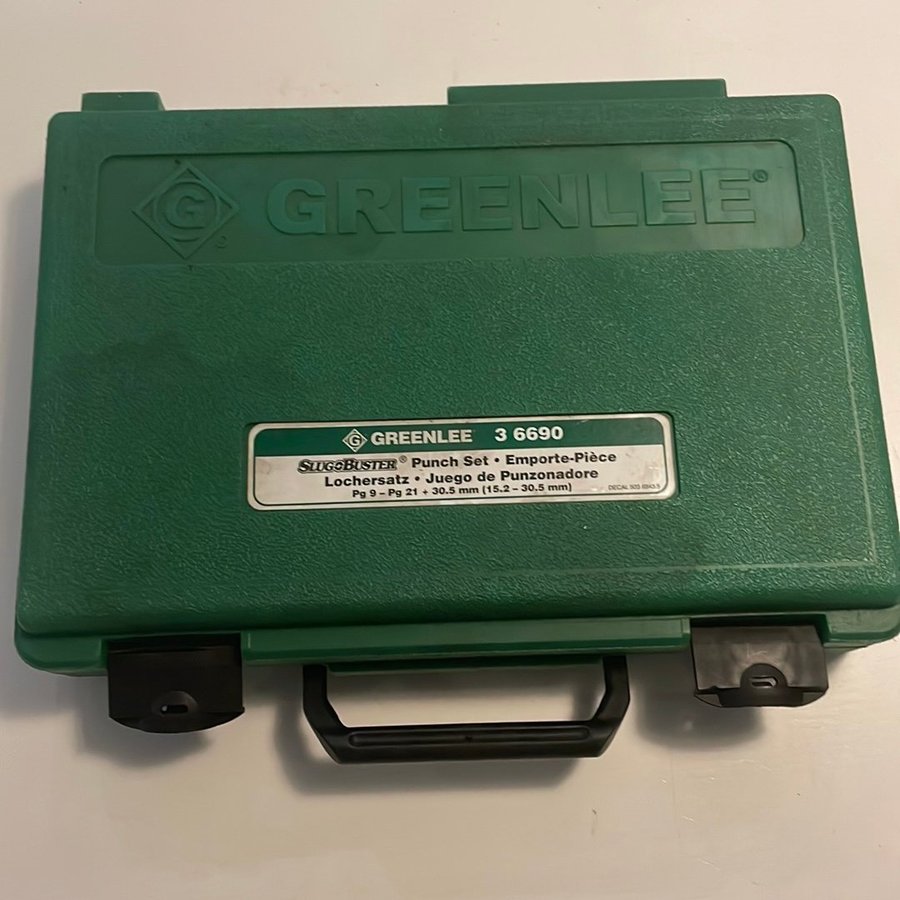 G GREENLEE®
G GREENLEE 3 6690
SLUGBUSTER® Punch Set • Emporte-Pièce
Lochersatz • Juego de Punzonadore
Pg 9 – Pg 21 + 30.5 mm (15.2 – 30.5 mm)
DECAL